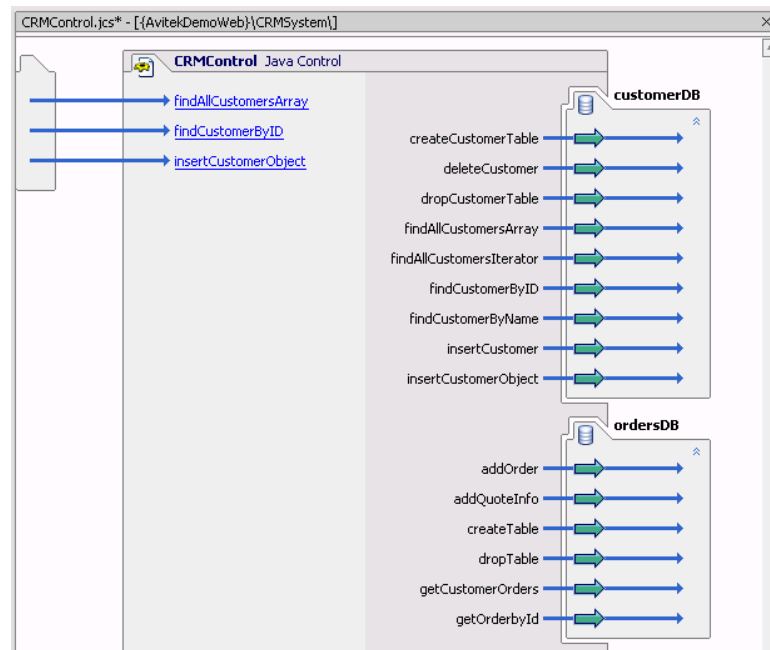 CRMControl.jcs* - [{AvitekDemoWeb}\CRMSystem\]
CRMControl Java Control
findAllCustomersArray
findCustomerByID
insertCustomerObject
customerDB
createCustomerTable
deleteCustomer
dropCustomerTable
findAllCustomersArray
findAllCustomersIterator
findCustomerByID
findCustomerByName
insertCustomer
insertCustomerObject
ordersDB
addOrder
addQuoteInfo
createTable
dropTable
getCustomerOrders
getOrderbyId